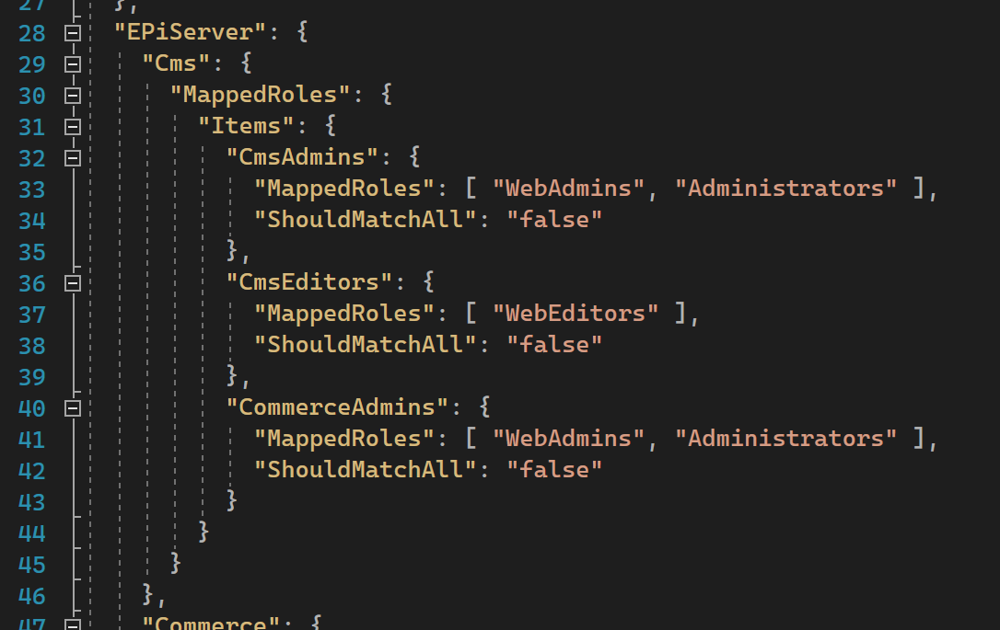 27 },
28 "EPiServer": {
29 "Cms": {
30 "MappedRoles": {
31 "Items": {
32 "CmsAdmins": {
33 "MappedRoles": [ "WebAdmins", "Administrators" ],
34 "ShouldMatchAll": "false"
35 },
36 "CmsEditors": {
37 "MappedRoles": [ "WebEditors" ],
38 "ShouldMatchAll": "false"
39 },
40 "CommerceAdmins": {
41 "MappedRoles": [ "WebAdmins", "Administrators" ],
42 "ShouldMatchAll": "false"
43 }
44 }
45 }
46 },
47 "Commerce": {